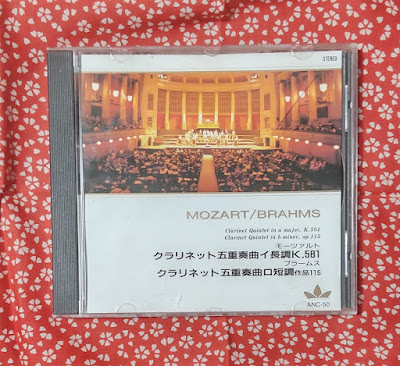 STEREO
MOZART/BRAHMS
Clarinet Quintet in a major, K.581
Clarinet Quintet in b minor, op.115
モーツァルト
クラリネット五重奏曲イ長調K.581
ブラームス
クラリネット五重奏曲ロ短調作品115
ANC-50